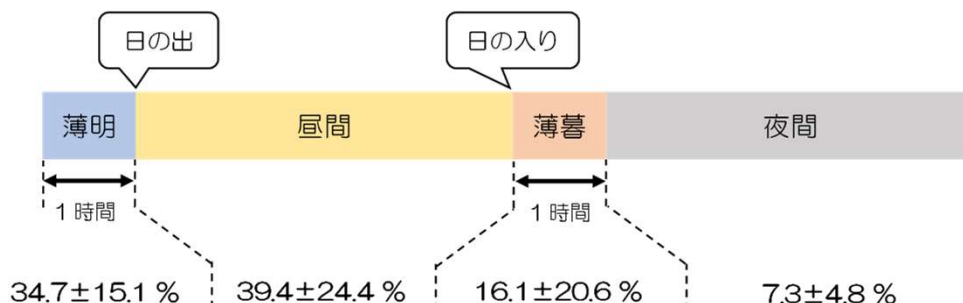 日の出 日の入り
薄明 昼間 薄暮 夜間
1時間 1時間
34.7±15.1 % 39.4±24.4 % 16.1±20.6 % 7.3±4.8 %